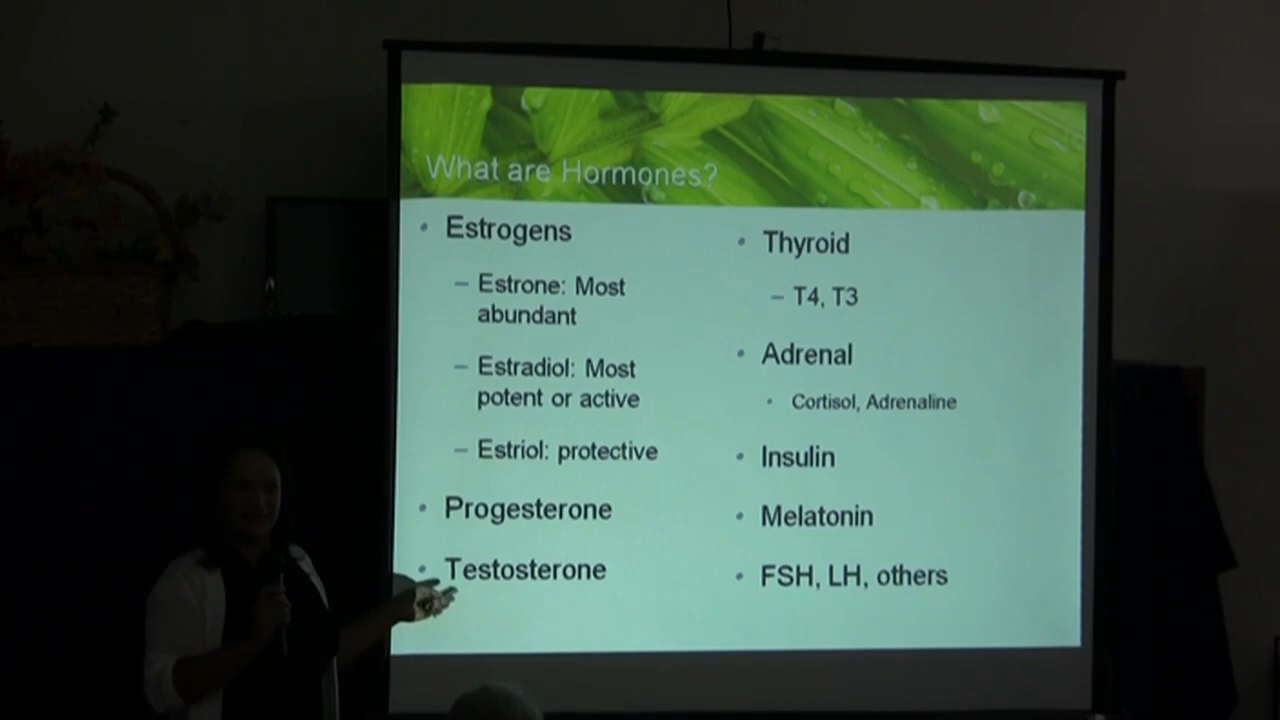 What are Hormones?
• Estrogens
– Estrone: Most
abundant
– Estradiol: Most
potent or active
– Estriol: protective
• Progesterone
• Testosterone
• Thyroid
– T4, T3
• Adrenal
• Cortisol, Adrenaline
• Insulin
• Melatonin
• FSH, LH, others